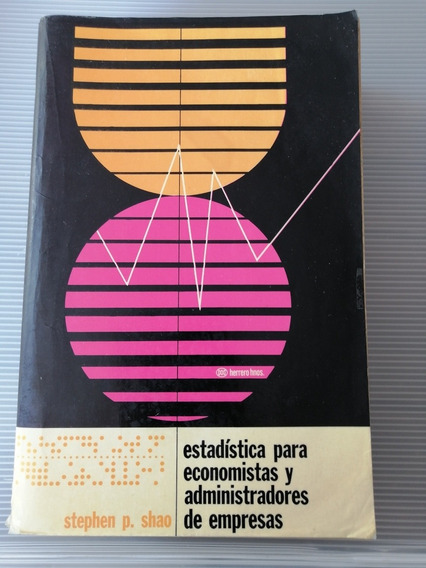 herrero hnos.
estadística para
economistas y
administradores
de empresas
stephen p. shao